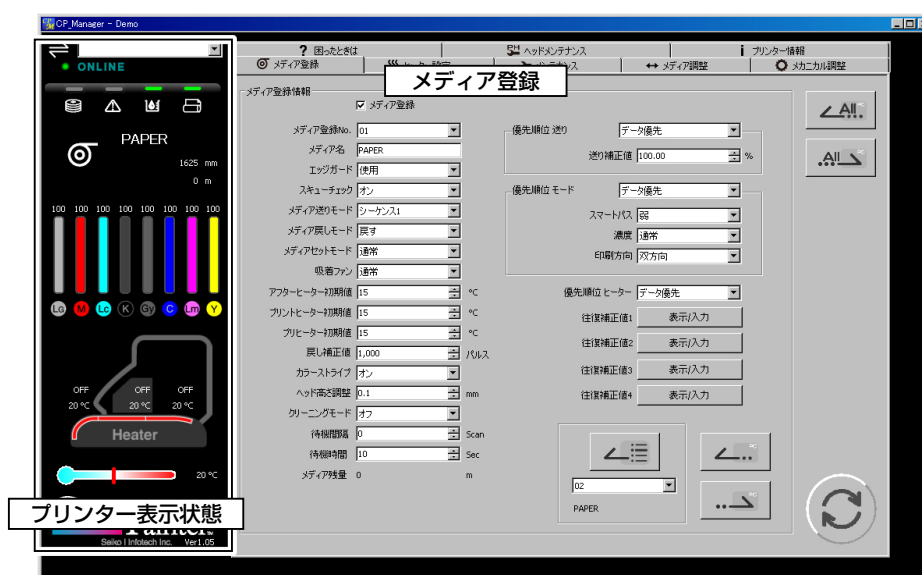 CP_Manager - Demo
ONLINE
PAPER
1625 mm
0 m
100 100 100 100 100 100 100 100
Lg M Lc K Gy C Lm Y
OFF OFF OFF
20 ℃ 20 ℃ 20 ℃
Heater
20 ℃
プリンター表示状態
Seiko I Infotech Inc. Ver1.05
? 困ったときは
ヘッドメンテナンス
i プリンター情報
メディア登録
メディア調整
メカニカル調整
メディア登録
メディア登録情報
メディア登録
メディア登録No. 01
メディア名 PAPER
エッジガード 使用
スキューチェック オン
メディア送りモード シーケンス1
メディア戻しモード 戻す
メディアセットモード 通常
吸着ファン 通常
アフターヒーター初期値 15 ℃
プリントヒーター初期値 15 ℃
プリヒーター初期値 15 ℃
戻し補正値 1,000 パルス
カラーストライプ オン
ヘッド高さ調整 0.1 mm
クリーニングモード オフ
待機間隔 0 Scan
待機時間 10 Sec
メディア残量 0 m
優先順位 送り データ優先
送り補正値 100.00 %
優先順位 モード データ優先
スマートパス 弱
濃度 通常
印刷方向 双方向
優先順位 ヒーター データ優先
往復補正値1 表示/入力
往復補正値2 表示/入力
往復補正値3 表示/入力
往復補正値4 表示/入力
02
PAPER
All
All